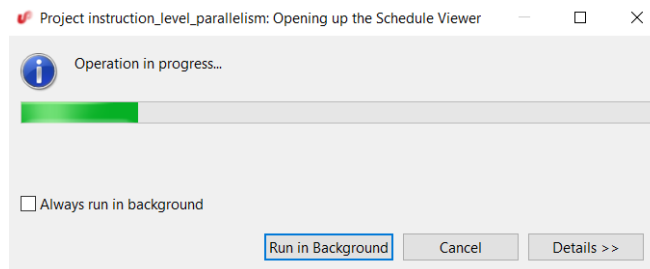 Project instruction_level_parallelism: Opening up the Schedule Viewer
Operation in progress...
Always run in background
Run in Background
Cancel
Details >>